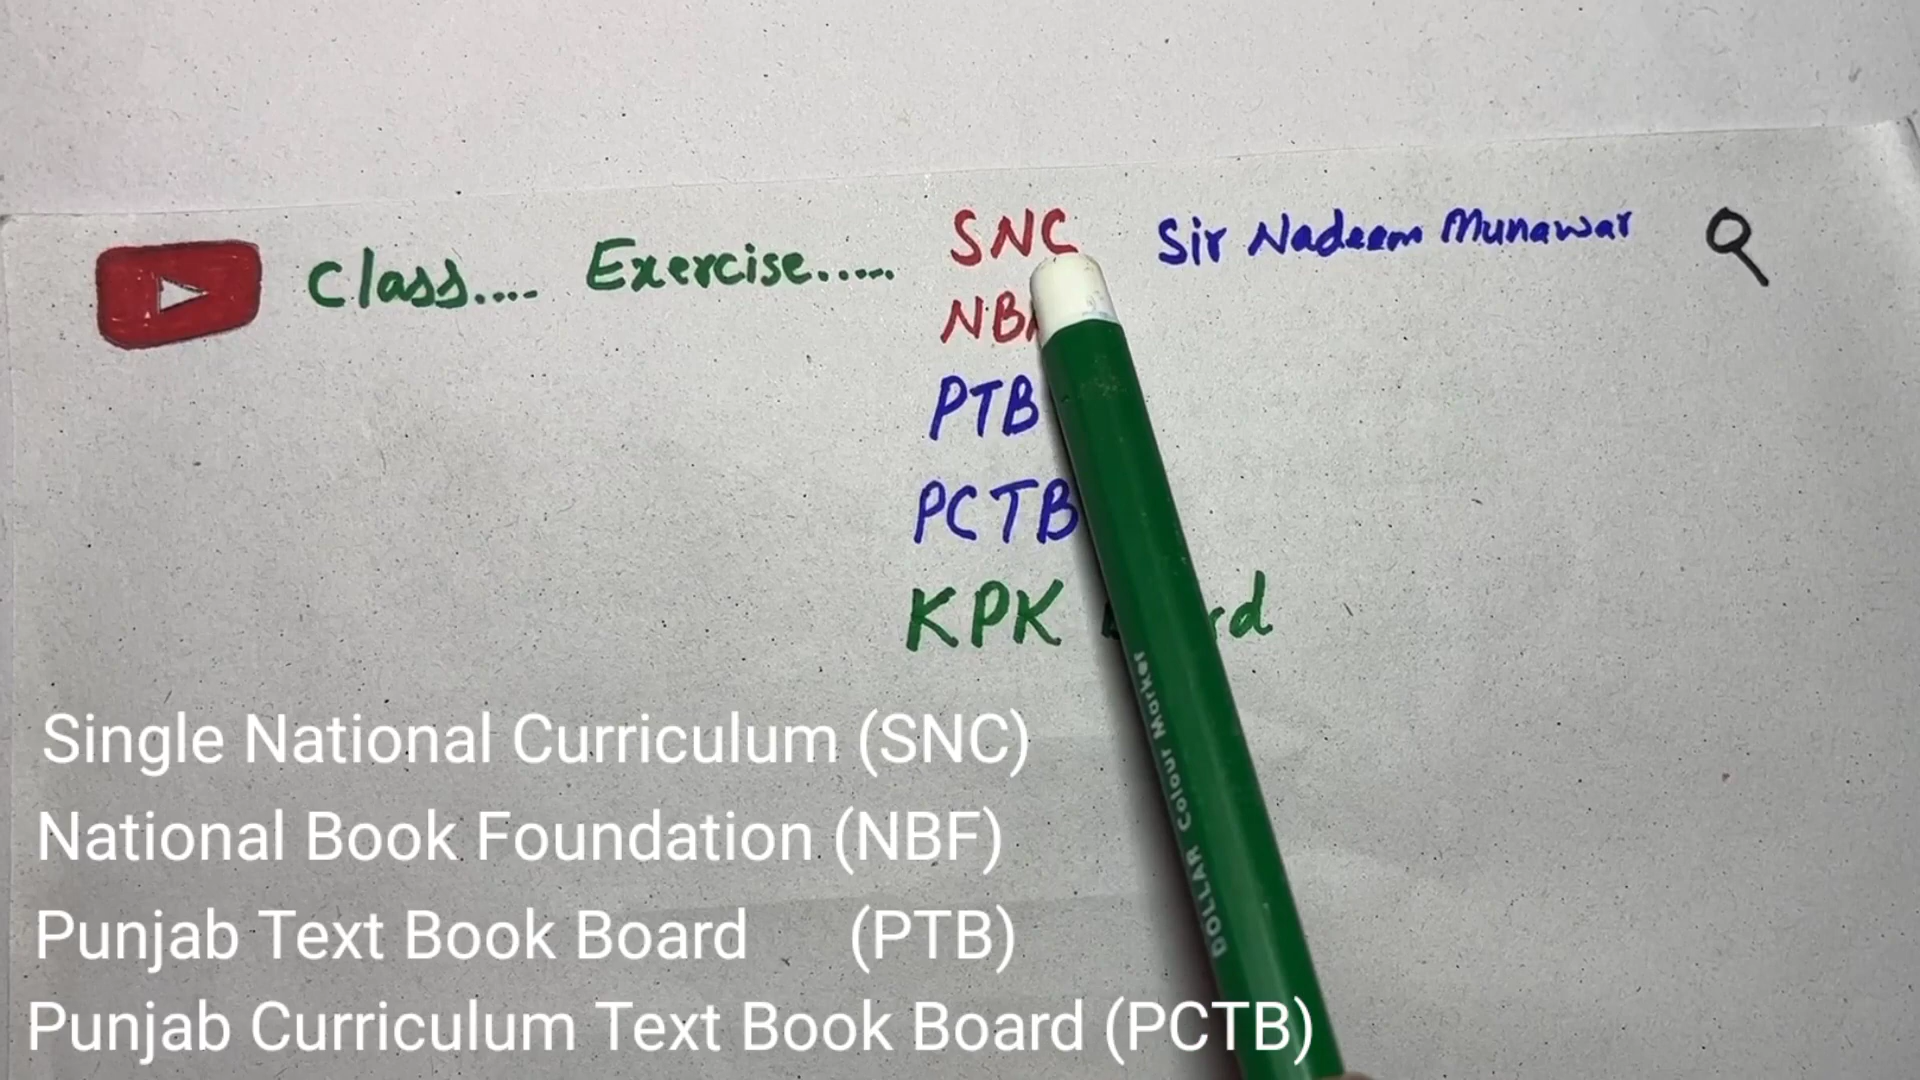 Class.... Exercise..... SNC Sir Nadeem Munawar
PTB
PCTB
KPK
DOLLAR Colour Marker
Single National Curriculum (SNC)
National Book Foundation (NBF)
Punjab Text Book Board (PTB)
Punjab Curriculum Text Book Board (PCTB)